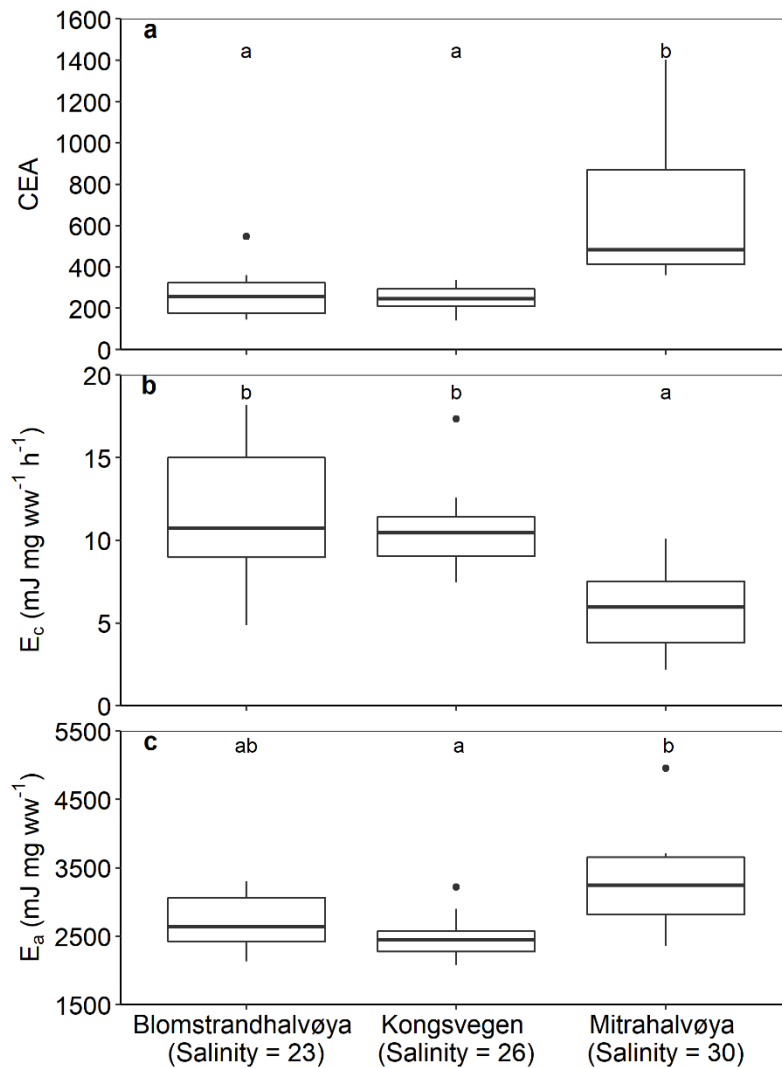 a
a a b
CEA
1600
1400
1200
1000
800
600
400
200
0
b
b b a
E_c (mJ mg ww⁻¹ h⁻¹)
20
15
10
5
0
c
ab a b
E_a (mJ mg ww⁻¹)
5500
4500
3500
2500
1500
Blomstrandhalvøya Kongsvegen Mitrahalvøya
(Salinity = 23) (Salinity = 26) (Salinity = 30)